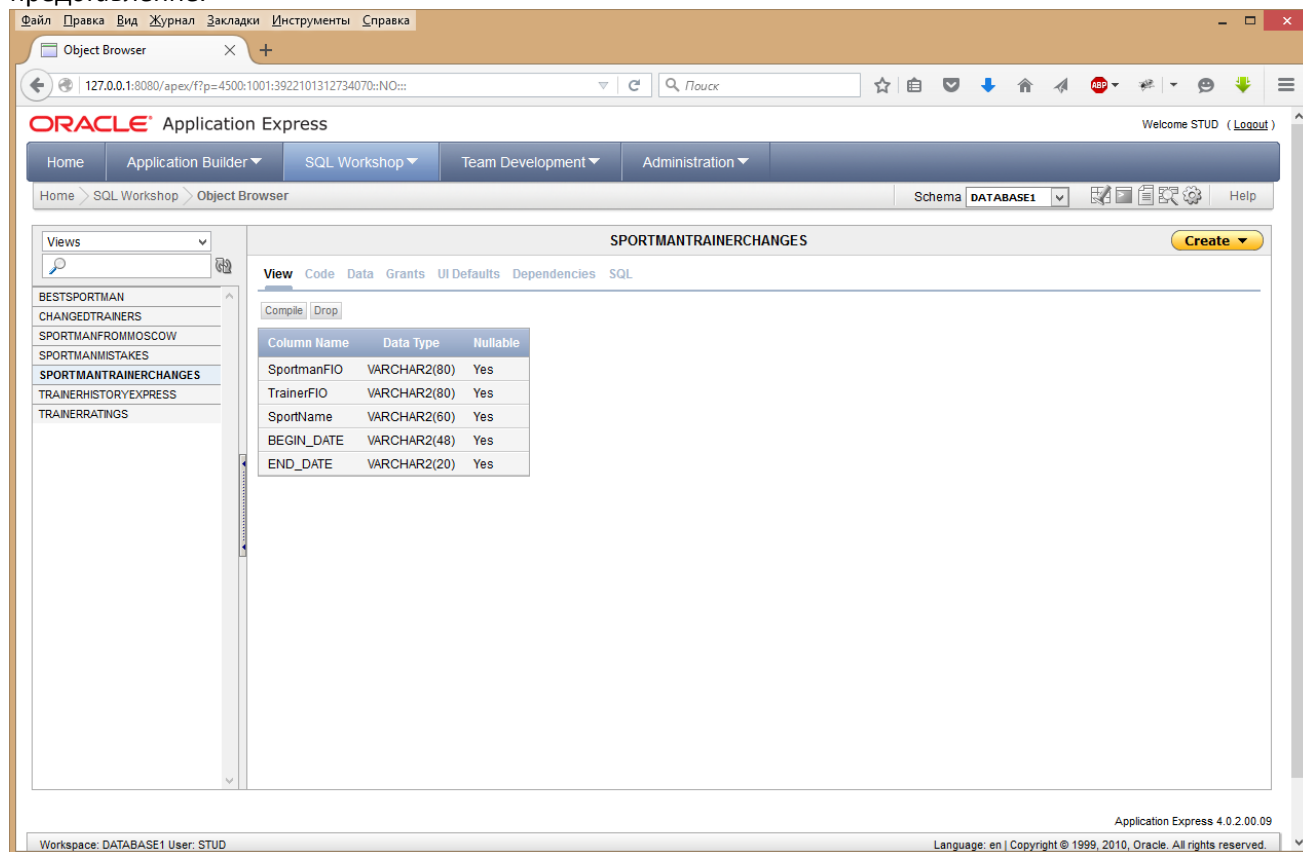 представление.
Файл Правка Вид Журнал Закладки Инструменты Справка
Object Browser
127.0.0.1:8080/apex/f?p=4500:1001:3922101312734070::NO:::
Поиск
ABP
ORACLE Application Express
Welcome STUD ( Logout )
Home Application Builder SQL Workshop Team Development Administration
Home SQL Workshop Object Browser
Schema DATABASE1 Help
Views
SPORTMANTRAINERCHANGES
Create
View Code Data Grants UI Defaults Dependencies SQL
BESTSPORTMAN
CHANGEDTRAINERS
SPORTMANFROMMOSCOW
SPORTMANMISTAKES
SPORTMANTRAINERCHANGES
TRAINERHISTORYEXPRESS
TRAINERRATINGS
Compile Drop
Column Name Data Type Nullable
SportmanFIO VARCHAR2(80) Yes
TrainerFIO VARCHAR2(80) Yes
SportName VARCHAR2(60) Yes
BEGIN_DATE VARCHAR2(48) Yes
END_DATE VARCHAR2(20) Yes
Application Express 4.0.2.00.09
Workspace: DATABASE1 User: STUD
Language: en | Copyright © 1999, 2010, Oracle. All rights reserved.